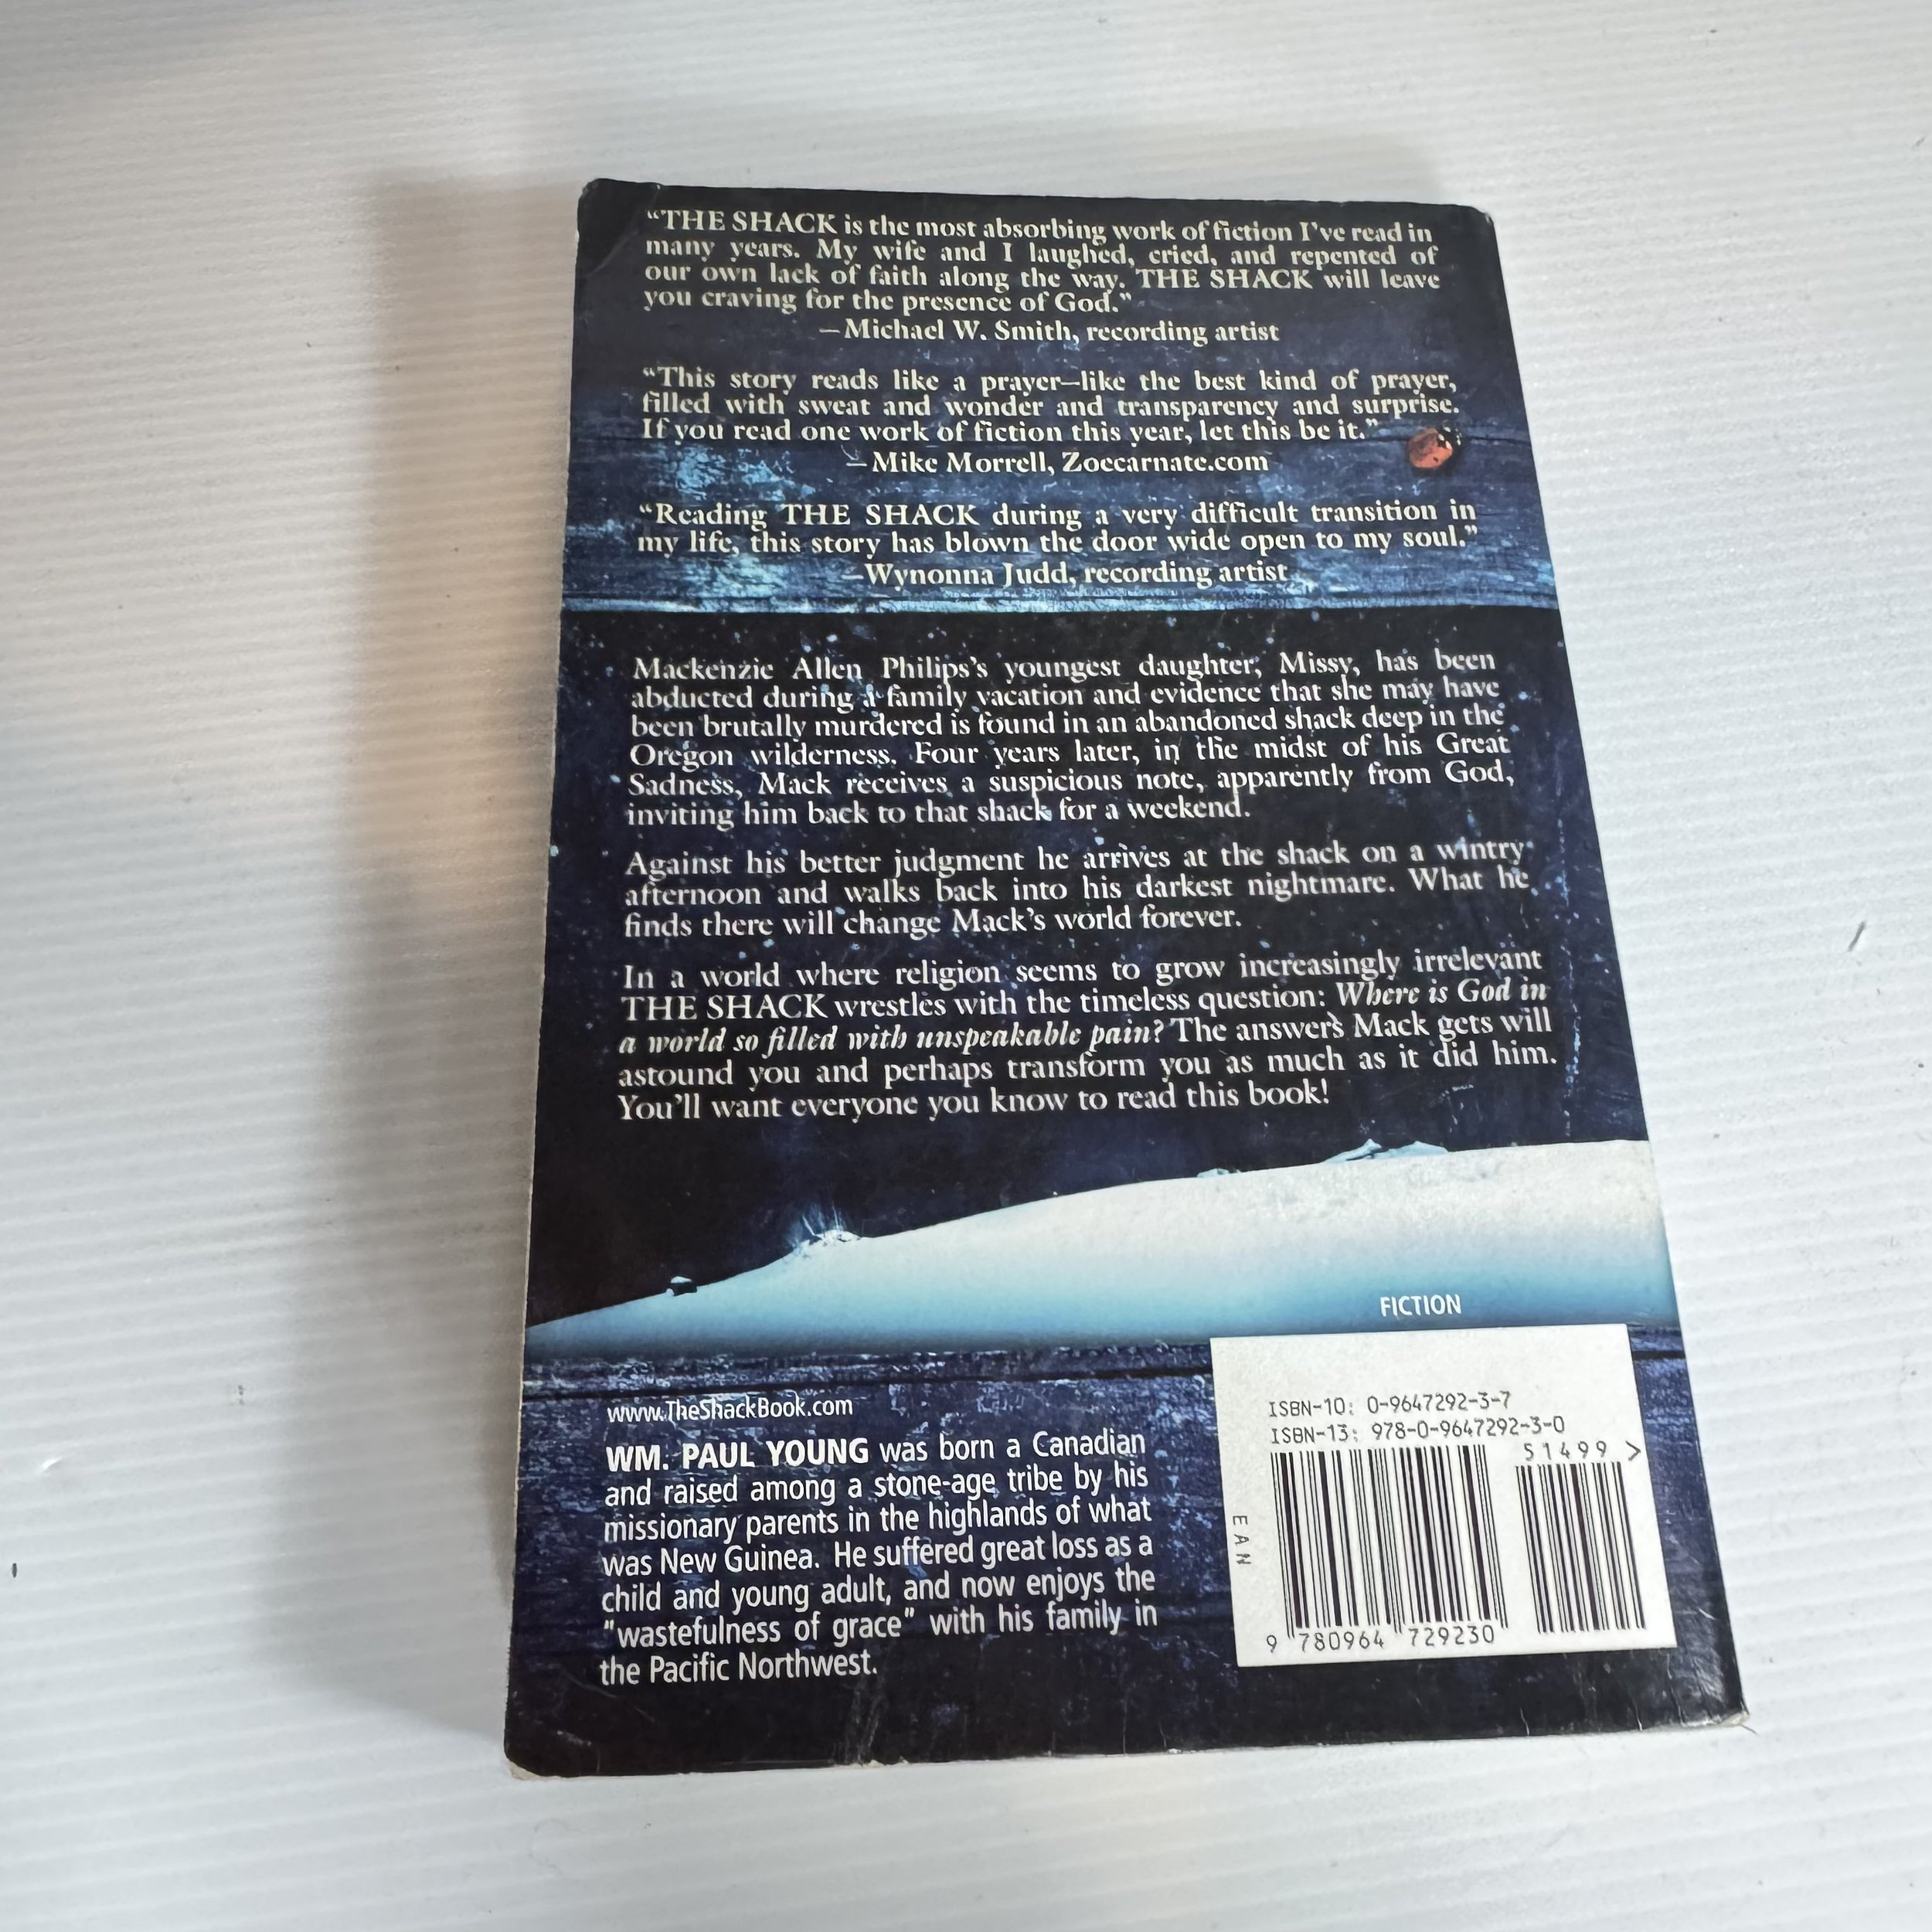 “THE SHACK is the most absorbing work of fiction I’ve read in
many years. My wife and I laughed, cried, and repented of
our own lack of faith along the way. THE SHACK will leave
you craving for the presence of God.”
—Michael W. Smith, recording artist
“This story reads like a prayer—like the best kind of prayer,
filled with sweat and wonder and transparency and surprise.
If you read one work of fiction this year, let this be it.”
—Mike Morrell, Zoecarnate.com
“Reading THE SHACK during a very difficult transition in
my life, this story has blown the door wide open to my soul.”
—Wynonna Judd, recording artist
Mackenzie Allen Philips’s youngest daughter, Missy, has been
abducted during a family vacation and evidence that she may have
been brutally murdered is found in an abandoned shack deep in the
Oregon wilderness. Four years later, in the midst of his Great
Sadness, Mack receives a suspicious note, apparently from God,
inviting him back to that shack for a weekend.
Against his better judgment he arrives at the shack on a wintry
afternoon and walks back into his darkest nightmare. What he
finds there will change Mack’s world forever.
In a world where religion seems to grow increasingly irrelevant
THE SHACK wrestles with the timeless question: Where is God in
a world so filled with unspeakable pain? The answers Mack gets will
astound you and perhaps transform you as much as it did him.
You’ll want everyone you know to read this book!
FICTION
www.TheShackBook.com
WM. PAUL YOUNG was born a Canadian
and raised among a stone-age tribe by his
missionary parents in the highlands of what
was New Guinea. He suffered great loss as a
child and young adult, and now enjoys the
"wastefulness of grace" with his family in
the Pacific Northwest.
ISBN-10: 0-9647292-3-7
ISBN-13: 978-0-9647292-3-0
51499 >
EAN
9 780964 729230